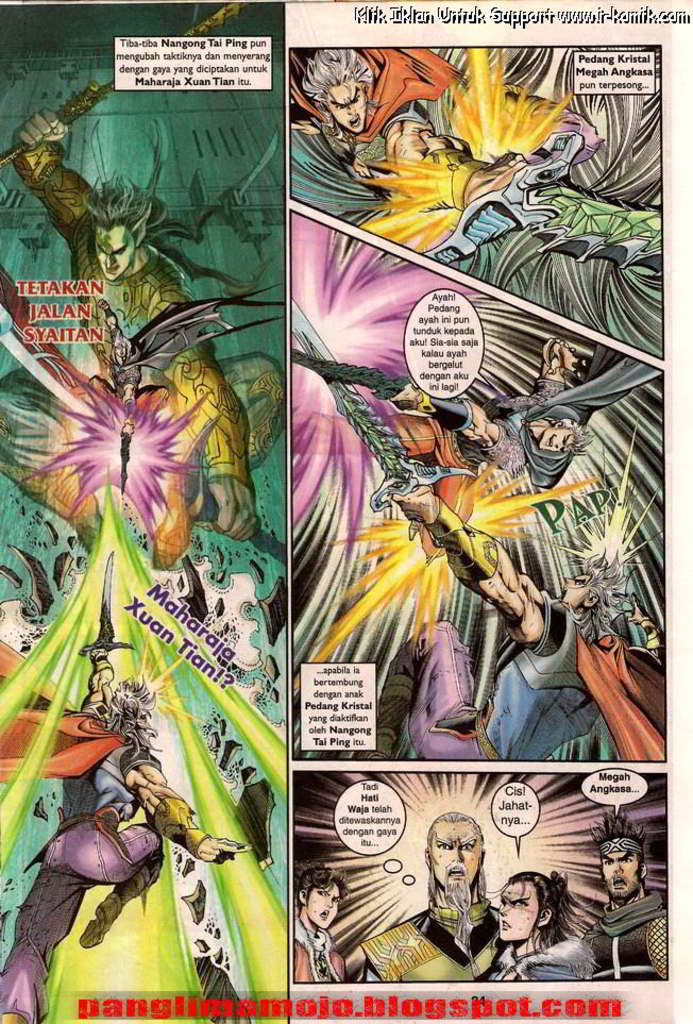 Klik Iklan Untuk Support www.ir-komik.com
Tiba-tiba Nangong Tai Ping pun
mengubah taktiknya dan menyerang
dengan gaya yang diciptakan untuk
Maharaja Xuan Tian itu.
TETAKAN
JALAN
SYAITAN
Maharaja
Xuan Tian!?
Pedang Kristal
Megah Angkasa
pun terpesong...
Ayah!
Pedang
ayah ini pun
tunduk kepada
aku! Sia-sia saja
kalau ayah
bergelut
dengan aku
ini lagi!
PAP!
...apabila ia
bertembung
dengan anak
Pedang Kristal
yang diaktifkan
oleh Nangong
Tai Ping itu.
Tadi
Hati
Waja telah
ditewaskannya
dengan gaya
itu...
Cis!
Jahat-
nya...
Megah
Angkasa...
panglimamojo.blogspot.com